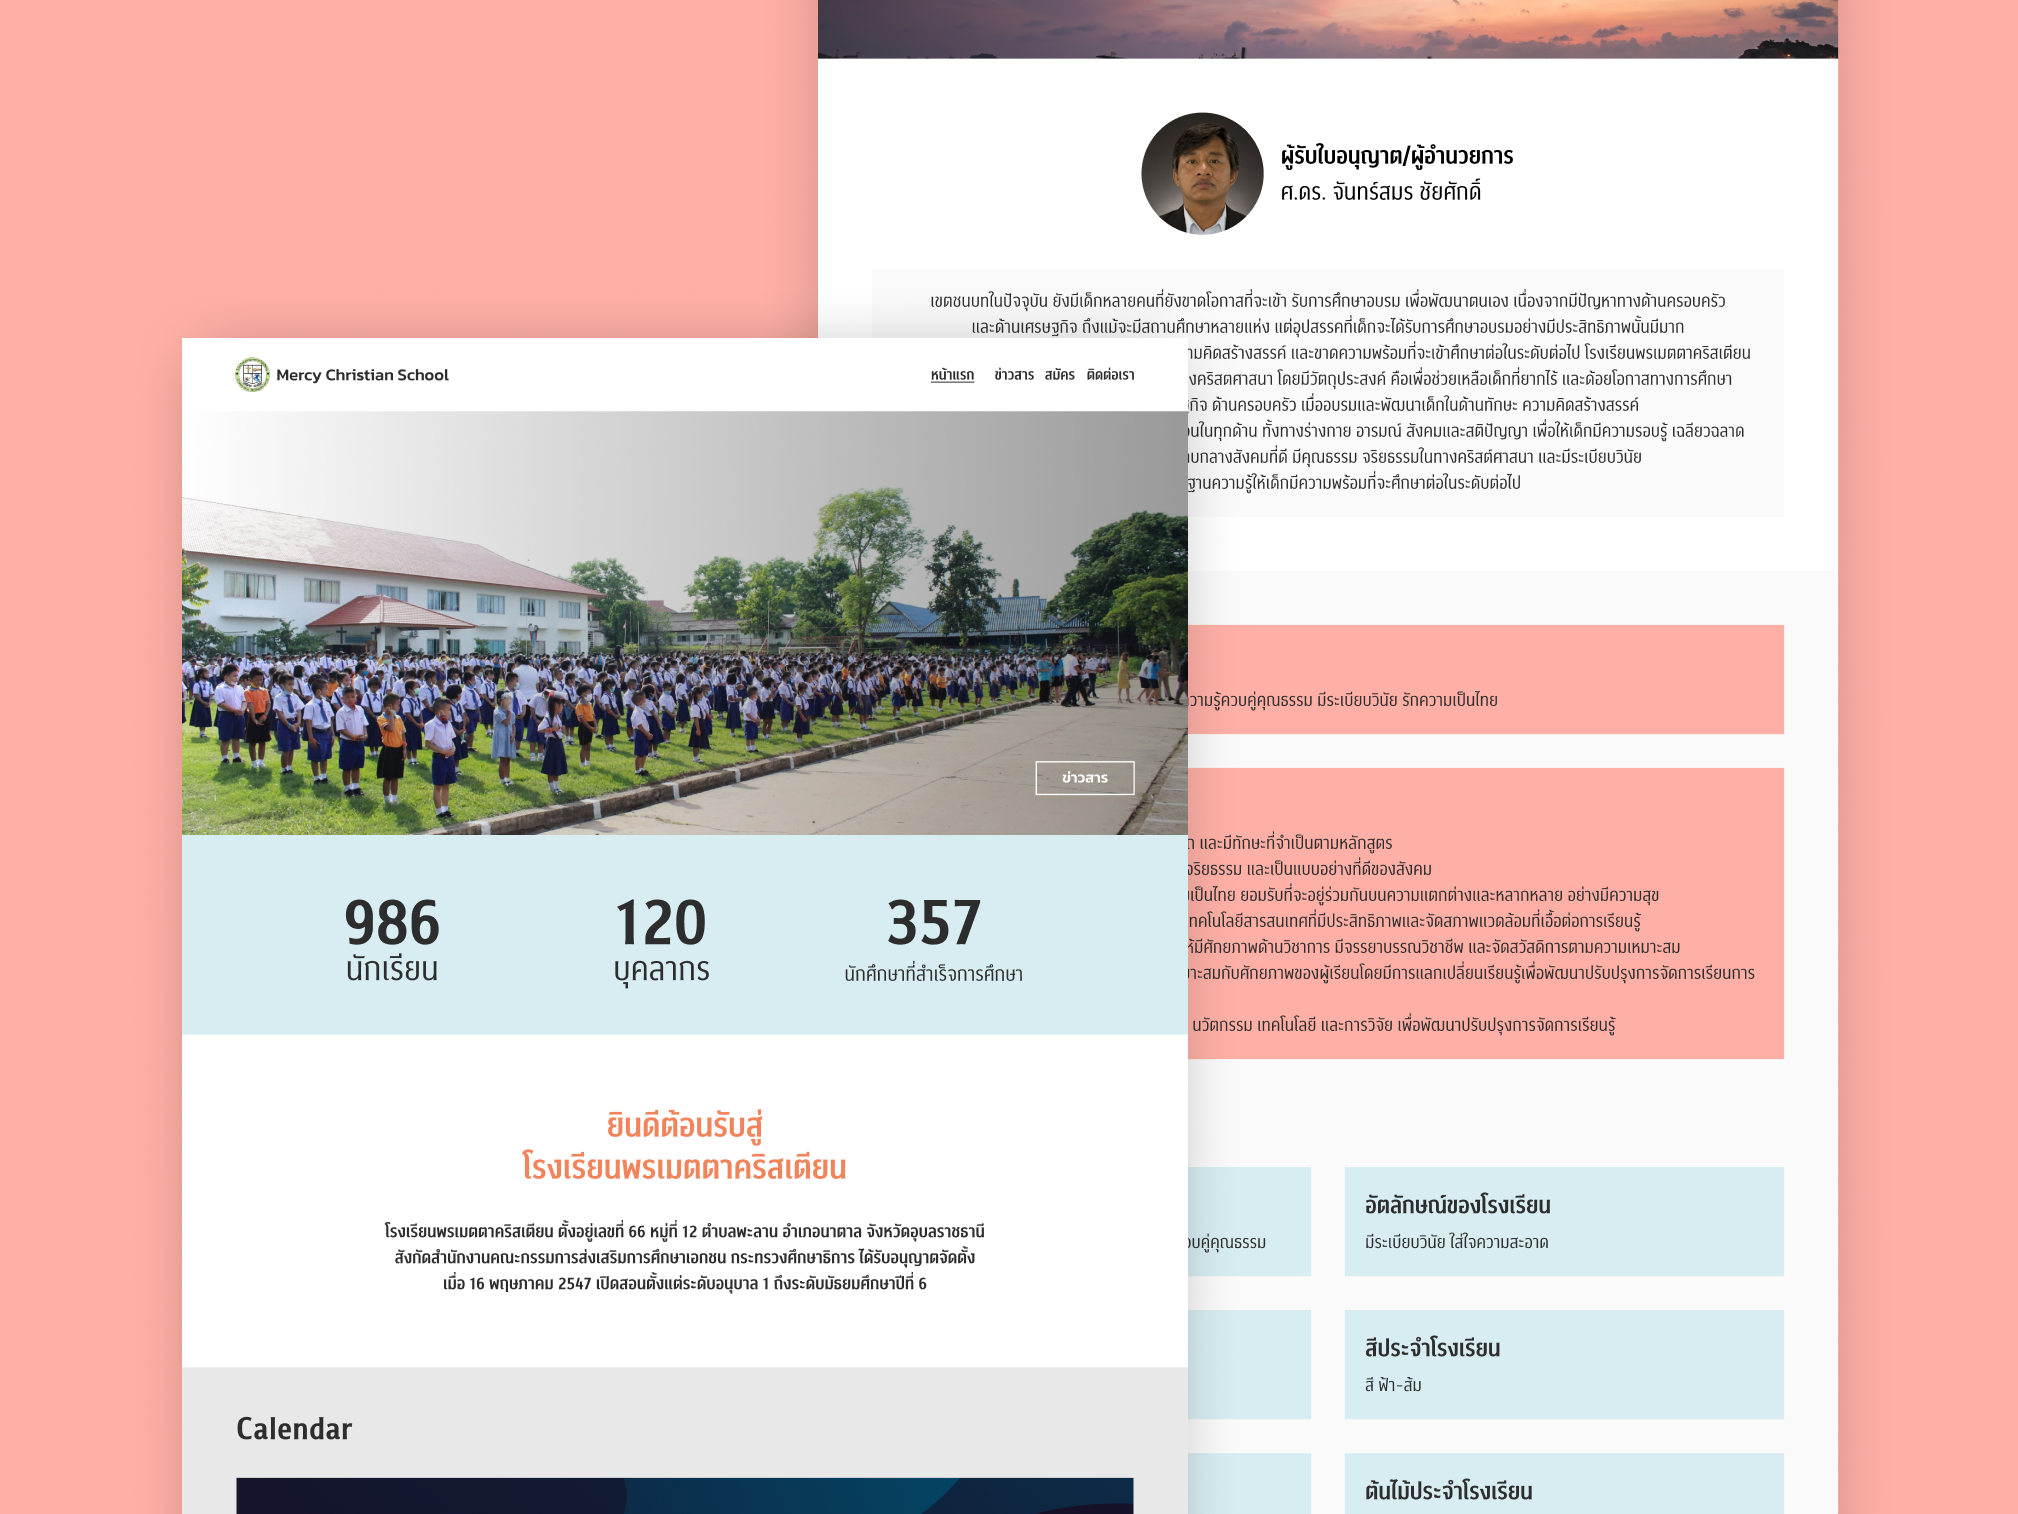 ผู้รับใบอนุญาต/ผู้อำนวยการ
ศ.ดร. จันทร์สมร ชัยศักดิ์
เขตชนบทในปัจจุบัน ยังมีเด็กหลายคนที่ยังขาดโอกาสที่จะเข้า รับการศึกษาอบรม เพื่อพัฒนาตนเอง เนื่องจากมีปัญหาทางด้านครอบครัว
และด้านเศรษฐกิจ ถึงแม้จะมีสถานศึกษาหลายแห่ง แต่อุปสรรคที่เด็กจะได้รับการศึกษาอบรมอย่างมีประสิทธิภาพนั้นมีมาก
ามคิดสร้างสรรค์ และขาดความพร้อมที่จะเข้าศึกษาต่อในระดับต่อไป โรงเรียนพรเมตตาคริสเตียน
งคริสตศาสนา โดยมีวัตถุประสงค์ คือเพื่อช่วยเหลือเด็กที่ยากไร้ และด้อยโอกาสทางการศึกษา
กิจ ด้านครอบครัว เมื่ออบรมและพัฒนาเด็กในด้านทักษะ ความคิดสร้างสรรค์
นในทุกด้าน ทั้งทางร่างกาย อารมณ์ สังคมและสติปัญญา เพื่อให้เด็กมีความรอบรู้ เฉลียวฉลาด
บกลางสังคมที่ดี มีคุณธรรม จริยธรรมในทางคริสต์ศาสนา และมีระเบียบวินัย
ฐานความรู้ให้เด็กมีความพร้อมที่จะศึกษาต่อในระดับต่อไป
วามรู้ควบคู่คุณธรรม มีระเบียบวินัย รักความเป็นไทย
และมีทักษะที่จำเป็นตามหลักสูตร
จริยธรรม และเป็นแบบอย่างที่ดีของสังคม
เป็นไทย ยอมรับที่จะอยู่ร่วมกันบนความแตกต่างและหลากหลาย อย่างมีความสุข
ทคโนโลยีสารสนเทศที่มีประสิทธิภาพและจัดสภาพแวดล้อมที่เอื้อต่อการเรียนรู้
ห้มีศักยภาพด้านวิชาการ มีจรรยาบรรณวิชาชีพ และจัดสวัสดิการตามความเหมาะสม
าะสมกับศักยภาพของผู้เรียนโดยมีการแลกเปลี่ยนเรียนรู้เพื่อพัฒนาปรับปรุงการจัดการเรียนการ
นวัตกรรม เทคโนโลยี และการวิจัย เพื่อพัฒนาปรับปรุงการจัดการเรียนรู้
บคู่คุณธรรม
อัตลักษณ์ของโรงเรียน
มีระเบียบวินัย ใส่ใจความสะอาด
สีประจำโรงเรียน
สี ฟ้า-ส้ม
ต้นไม้ประจำโรงเรียน
Mercy Christian School
หน้าแรก ข่าวสาร สมัคร ติดต่อเรา
ข่าวสาร
986
นักเรียน
120
บุคลากร
357
นักศึกษาที่สำเร็จการศึกษา
ยินดีต้อนรับสู่
โรงเรียนพรเมตตาคริสเตียน
โรงเรียนพรเมตตาคริสเตียน ตั้งอยู่เลขที่ 66 หมู่ที่ 12 ตำบลพะลาน อำเภอนาตาล จังหวัดอุบลราชธานี
สังกัดสำนักงานคณะกรรมการส่งเสริมการศึกษาเอกชน กระทรวงศึกษาธิการ ได้รับอนุญาตจัดตั้ง
เมื่อ 16 พฤษภาคม 2547 เปิดสอนตั้งแต่ระดับอนุบาล 1 ถึงระดับมัธยมศึกษาปีที่ 6
Calendar